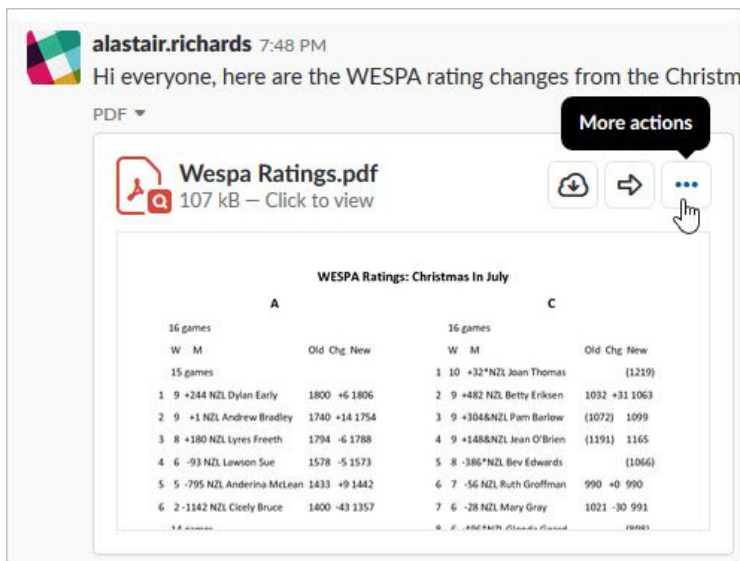 alastair.richards 7:48 PM
Hi everyone, here are the WESPA rating changes from the Christm
PDF
More actions
Wespa Ratings.pdf
107 kB — Click to view
WESPA Ratings: Christmas In July
A
16 games
W M Old Chg New
15 games
1 9 +244 NZL Dylan Early 1800 +6 1806
2 9 +1 NZL Andrew Bradley 1740 +14 1754
3 8 +180 NZL Lyres Freeth 1794 -6 1788
4 6 -93 NZL Lawson Sue 1578 -5 1573
5 5 -795 NZL Anderina McLean 1433 +9 1442
6 2 -1142 NZL Cicely Bruce 1400 -43 1357
14 games
C
16 games
W M Old Chg New
1 10 +32*NZL Joan Thomas (1219)
2 9 +482 NZL Betty Eriksen 1032 +31 1063
3 9 +304&NZL Pam Barlow (1072) 1099
4 9 +148&NZL Jean O'Brien (1191) 1165
5 8 -386*NZL Bev Edwards (1066)
6 7 -56 NZL Ruth Groffman 990 +0 990
7 6 -28 NZL Mary Gray 1021 -30 991